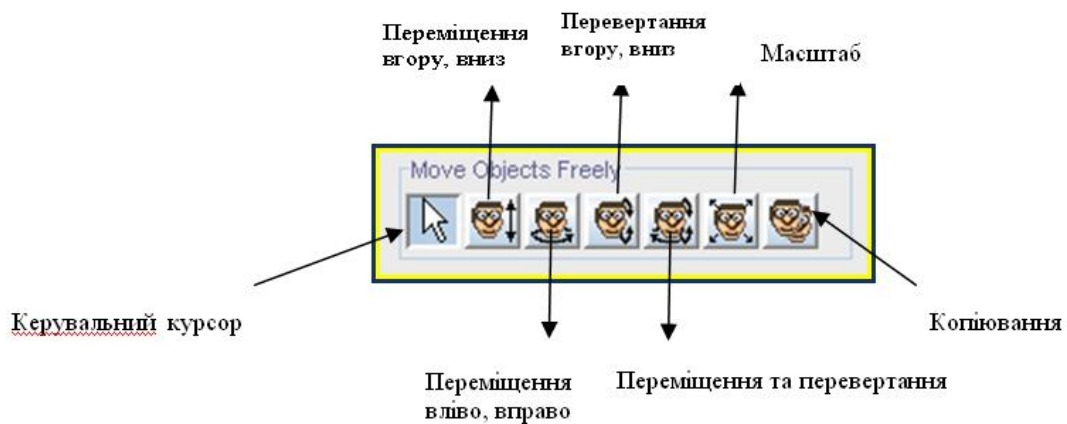 Переміщення
вгору, вниз
Перевертання
вгору, вниз
Масштаб
Move Objects Freely
Керувальний курсор
Копіювання
Переміщення
вліво, вправо
Переміщення та перевертання